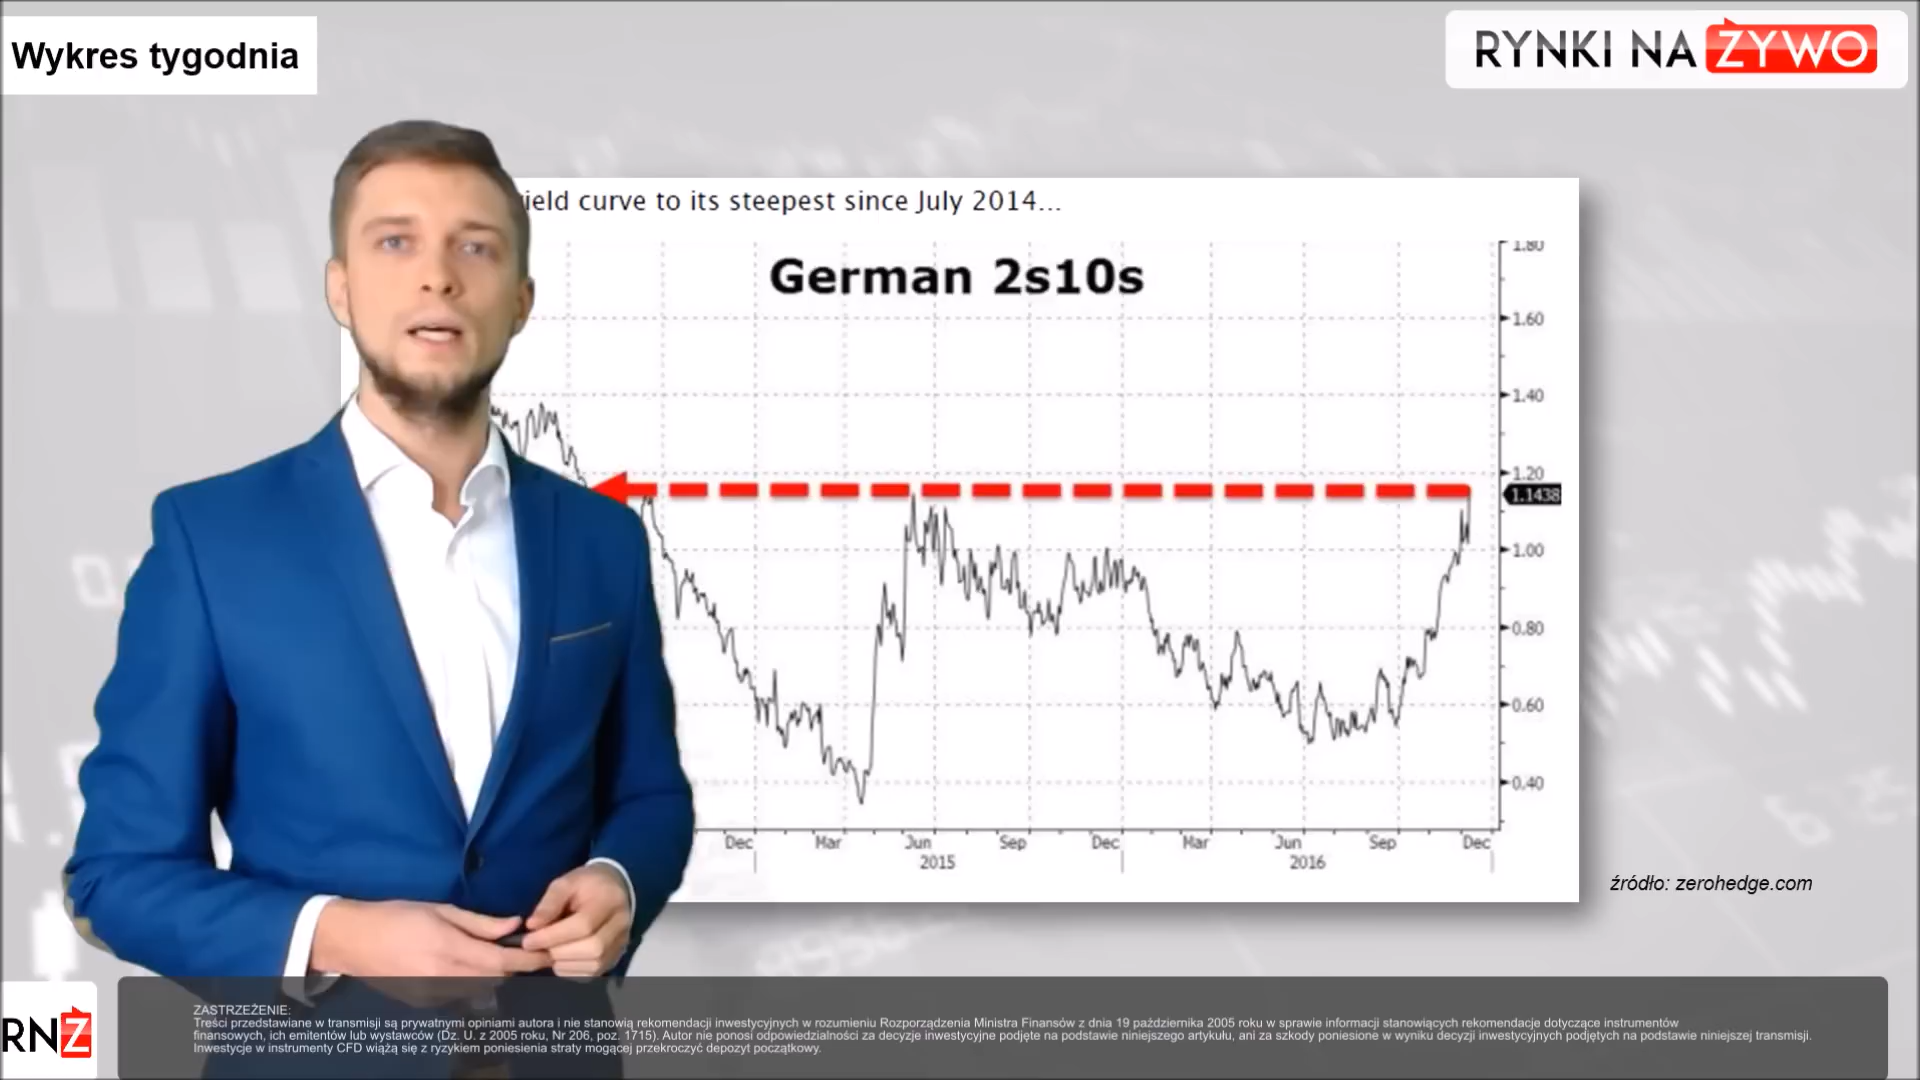 Wykres tygodnia
RYNKI NA ŻYWO
ield curve to its steepest since July 2014...
German 2s10s
1.80
1.60
1.40
1.20
1.1438
1.00
0.80
0.60
0.40
Dec Mar Jun Sep Dec Mar Jun Sep Dec
2015 2016
źródło: zerohedge.com
RNŻ
ZASTRZEŻENIE:
Treści przedstawiane w transmisji są prywatnymi opiniami autora i nie stanowią rekomendacji inwestycyjnych w rozumieniu Rozporządzenia Ministra Finansów z dnia 19 października 2005 roku w sprawie informacji stanowiących rekomendacje dotyczące instrumentów
finansowych, ich emitentów lub wystawców (Dz. U. z 2005 roku, Nr 206, poz. 1715). Autor nie ponosi odpowiedzialności za decyzje inwestycyjne podjęte na podstawie niniejszego artykułu, ani za szkody poniesione w wyniku decyzji inwestycyjnych podjętych na podstawie niniejszej transmisji.
Inwestycje w instrumenty CFD wiążą się z ryzykiem poniesienia straty mogącej przekroczyć depozyt początkowy.